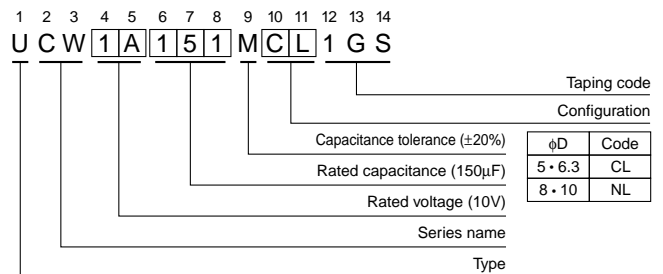 1 2 3 4 5 6 7 8 9 10 11 12 13 14
U C W 1 A 1 5 1 M C L 1 G S
Taping code
Configuration
Capacitance tolerance (±20%)
Rated capacitance (150μF)
Rated voltage (10V)
Series name
Type
ϕD Code
5 • 6.3 CL
8 • 10 NL